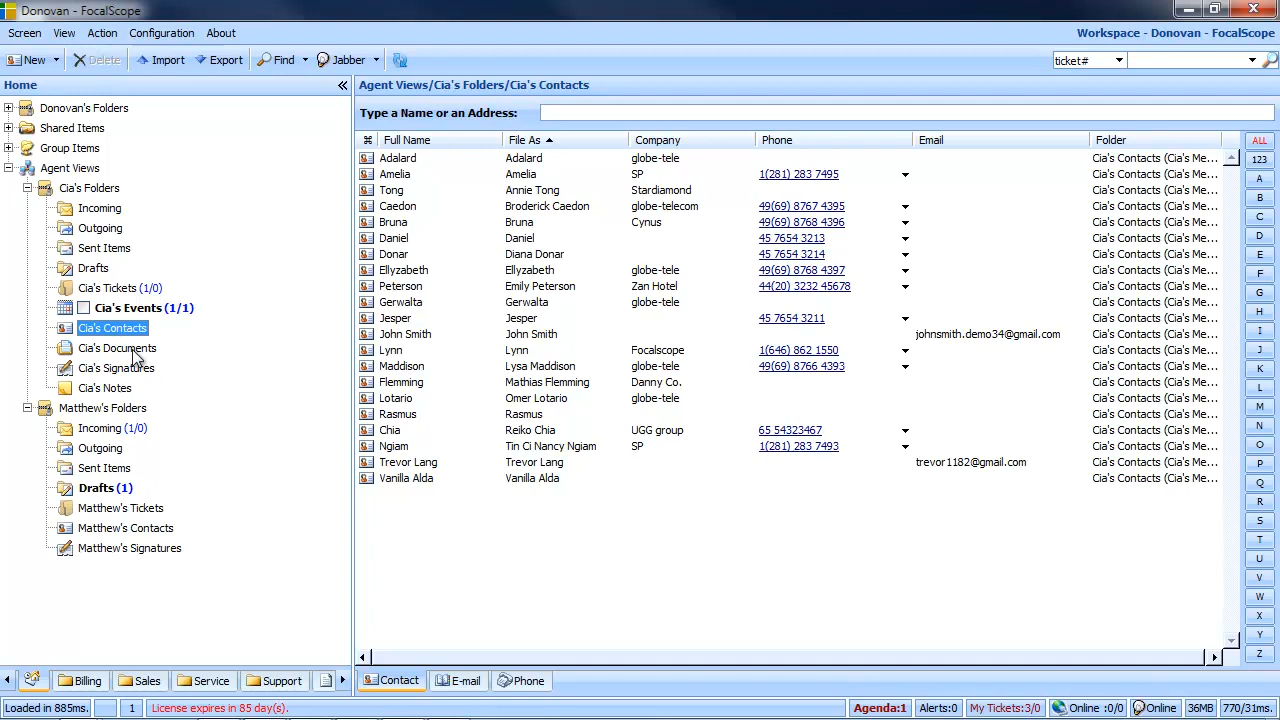 Donovan - FocalScope
Screen View Action Configuration About Workspace - Donovan - FocalScope
New Delete Import Export Find Jabber ticket#
Home Agent Views/Cia's Folders/Cia's Contacts
Type a Name or an Address:
Donovan's Folders
Shared Items
Group Items
Agent Views
Cia's Folders
Incoming
Outgoing
Sent Items
Drafts
Cia's Tickets (1/0)
Cia's Events (1/1)
Cia's Contacts
Cia's Documents
Cia's Signatures
Cia's Notes
Matthew's Folders
Incoming (1/0)
Outgoing
Sent Items
Drafts (1)
Matthew's Tickets
Matthew's Contacts
Matthew's Signatures
Full Name File As Company Phone Email Folder
Adalard Adalard globe-tele Cia's Contacts (Cia's Me...
Amelia Amelia SP 1(281) 283 7495 Cia's Contacts (Cia's Me...
Tong Annie Tong Stardiamond Cia's Contacts (Cia's Me...
Caedon Broderick Caedon globe-telecom 49(69) 8767 4395 Cia's Contacts (Cia's Me...
Bruna Bruna Cynus 49(69) 8768 4396 Cia's Contacts (Cia's Me...
Daniel Daniel 45 7654 3213 Cia's Contacts (Cia's Me...
Donar Diana Donar 45 7654 3214 Cia's Contacts (Cia's Me...
Ellyzabeth Ellyzabeth globe-tele 49(69) 8768 4397 Cia's Contacts (Cia's Me...
Peterson Emily Peterson Zan Hotel 44(20) 3232 45678 Cia's Contacts (Cia's Me...
Gerwalta Gerwalta globe-tele Cia's Contacts (Cia's Me...
Jesper Jesper 45 7654 3211 Cia's Contacts (Cia's Me...
John Smith John Smith johnsmith.demo34@gmail.com Cia's Contacts (Cia's Me...
Lynn Lynn Focalscope 1(646) 862 1550 Cia's Contacts (Cia's Me...
Maddison Lysa Maddison globe-tele 49(69) 8766 4393 Cia's Contacts (Cia's Me...
Flemming Mathias Flemming Danny Co. Cia's Contacts (Cia's Me...
Lotario Omer Lotario globe-tele Cia's Contacts (Cia's Me...
Rasmus Rasmus Cia's Contacts (Cia's Me...
Chia Reiko Chia UGG group 65 54323467 Cia's Contacts (Cia's Me...
Ngiam Tin Ci Nancy Ngiam SP 1(281) 283 7493 Cia's Contacts (Cia's Me...
Trevor Lang Trevor Lang trevor1182@gmail.com Cia's Contacts (Cia's Me...
Vanilla Alda Vanilla Alda Cia's Contacts (Cia's Me...
ALL
123
A
B
C
D
E
F
G
H
I
J
K
L
M
N
O
P
Q
R
S
T
U
V
W
X
Y
Z
Billing Sales Service Support Contact E-mail Phone
Loaded in 885ms. 1 License expires in 85 day(s). Agenda:1 Alerts:0 My Tickets:3/0 Online :0/0 Online 36MB 770/31ms.